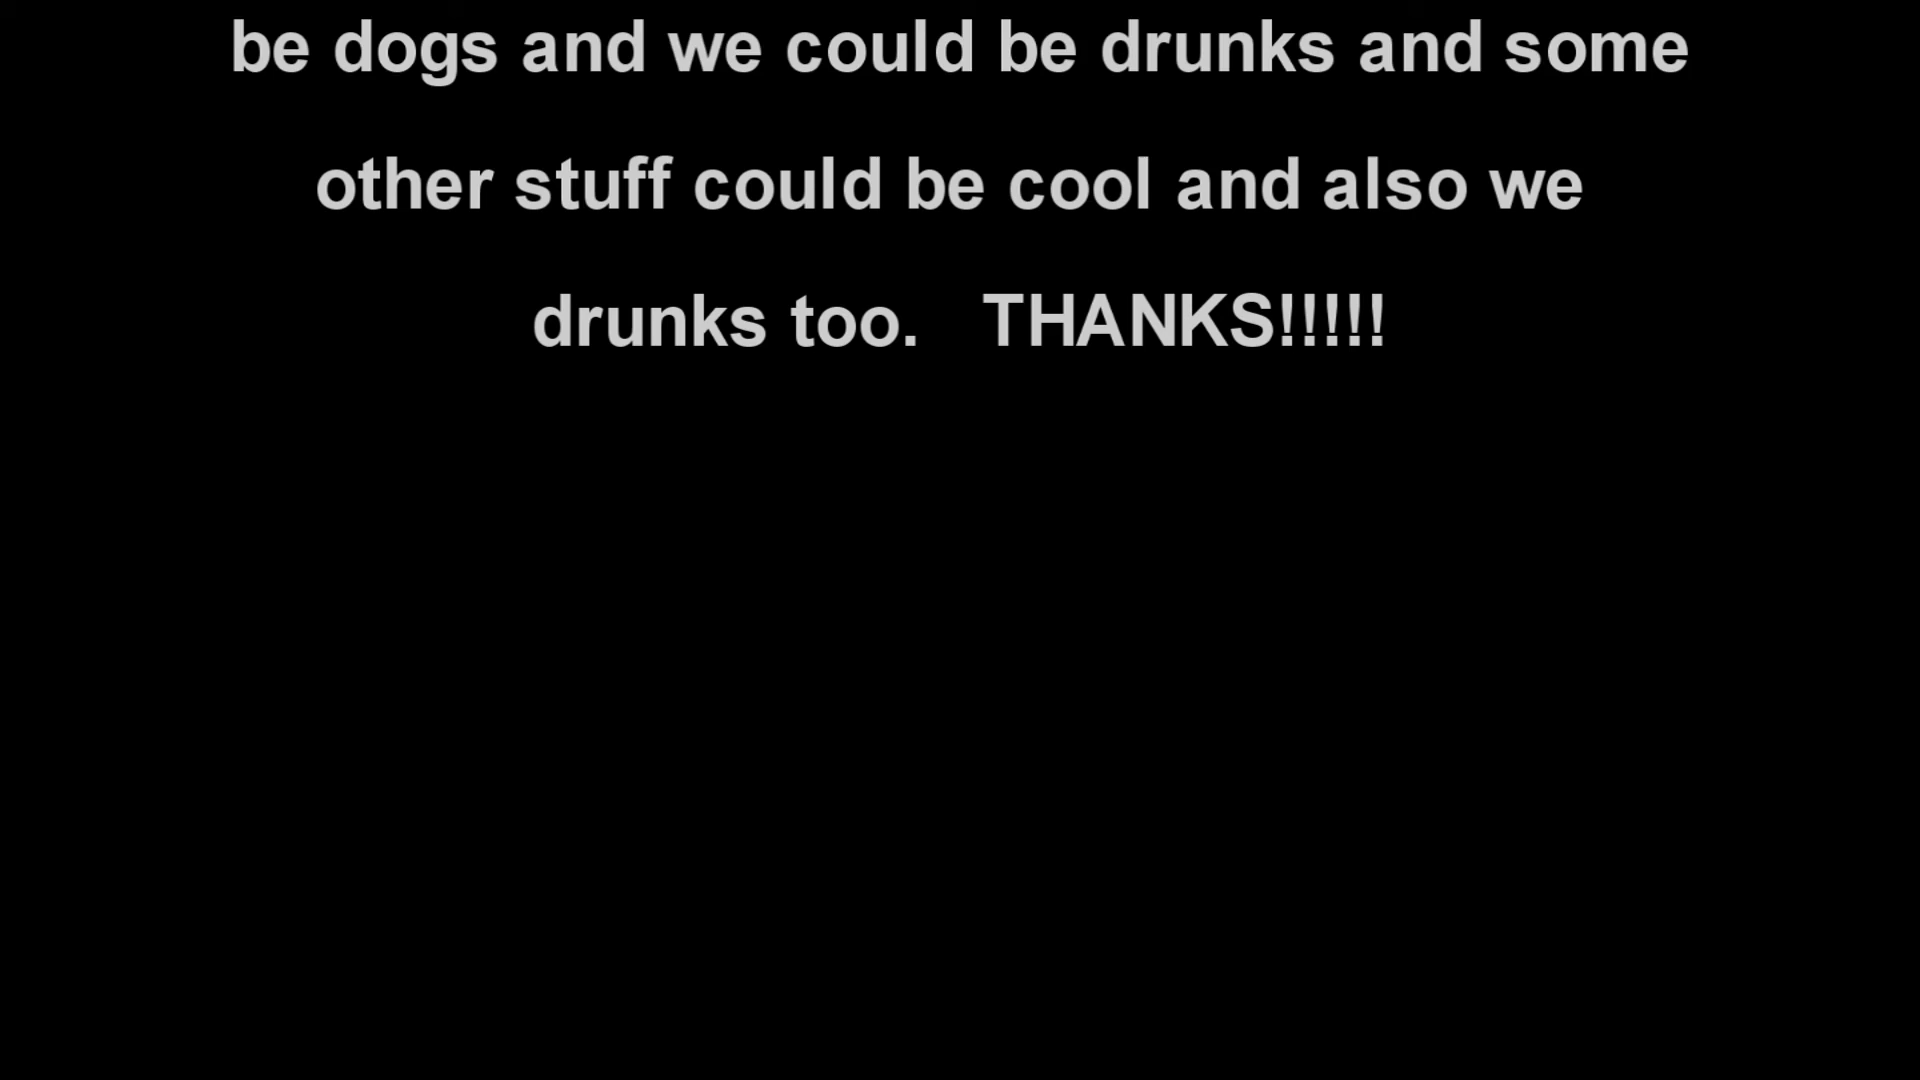 be dogs and we could be drunks and some
other stuff could be cool and also we
drunks too. THANKS!!!!!